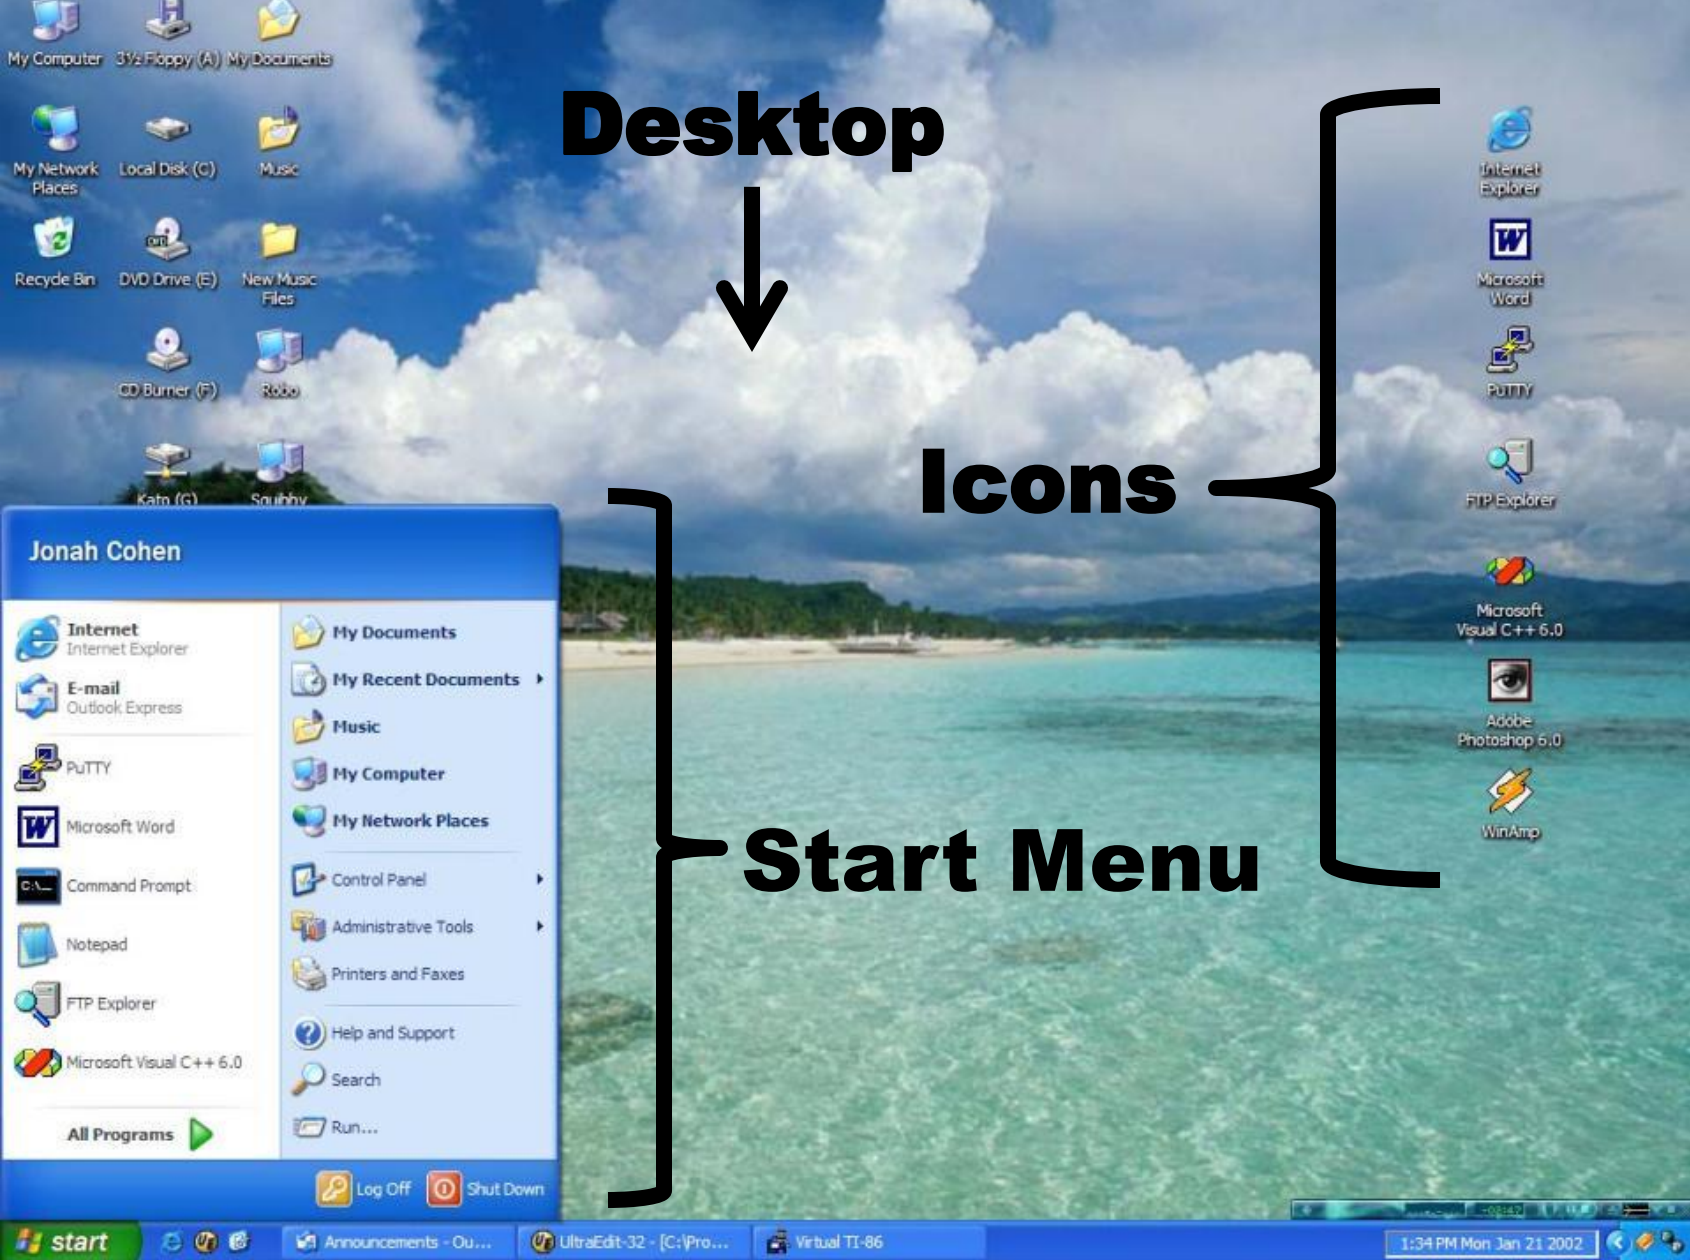 My Computer
3½ Floppy (A)
My Documents
My Network
Places
Local Disk (C)
Music
Recycle Bin
DVD Drive (E)
New Music
Files
CD Burner (F)
Robo
Kato (G)
Squbby
Desktop
Icons
Start Menu
Internet
Explorer
Microsoft
Word
PuTTY
FTP Explorer
Microsoft
Visual C++ 6.0
Adobe
Photoshop 6.0
WinAmp
Jonah Cohen
Internet
Internet Explorer
E-mail
Outlook Express
PuTTY
Microsoft Word
Command Prompt
Notepad
FTP Explorer
Microsoft Visual C++ 6.0
All Programs
My Documents
My Recent Documents
Music
My Computer
My Network Places
Control Panel
Administrative Tools
Printers and Faxes
Help and Support
Search
Run...
Log Off
Shut Down
start
Announcements - Ou...
UltraEdit-32 - [C:\Pro...
Virtual TI-86
1:34 PM Mon Jan 21 2002